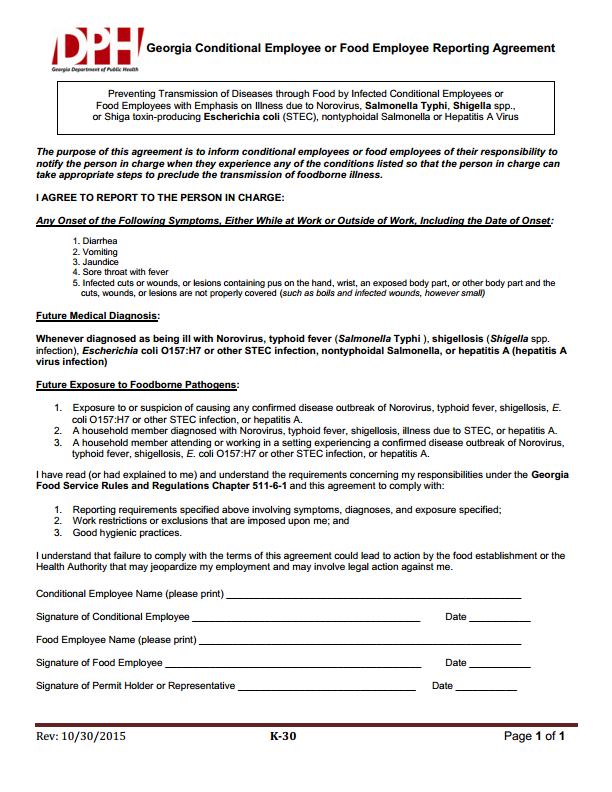 DPH
Georgia Department of Public Health
Georgia Conditional Employee or Food Employee Reporting Agreement
Preventing Transmission of Diseases through Food by Infected Conditional Employees or
Food Employees with Emphasis on Illness due to Norovirus, Salmonella Typhi, Shigella spp.,
or Shiga toxin-producing Escherichia coli (STEC), nontyphoidal Salmonella or Hepatitis A Virus
The purpose of this agreement is to inform conditional employees or food employees of their responsibility to
notify the person in charge when they experience any of the conditions listed so that the person in charge can
take appropriate steps to preclude the transmission of foodborne illness.
I AGREE TO REPORT TO THE PERSON IN CHARGE:
Any Onset of the Following Symptoms, Either While at Work or Outside of Work, Including the Date of Onset:
1. Diarrhea
2. Vomiting
3. Jaundice
4. Sore throat with fever
5. Infected cuts or wounds, or lesions containing pus on the hand, wrist, an exposed body part, or other body part and the
cuts, wounds, or lesions are not properly covered (such as boils and infected wounds, however small)
Future Medical Diagnosis:
Whenever diagnosed as being ill with Norovirus, typhoid fever (Salmonella Typhi ), shigellosis (Shigella spp.
infection), Escherichia coli O157:H7 or other STEC infection, nontyphoidal Salmonella, or hepatitis A (hepatitis A
virus infection)
Future Exposure to Foodborne Pathogens:
1. Exposure to or suspicion of causing any confirmed disease outbreak of Norovirus, typhoid fever, shigellosis, E.
coli O157:H7 or other STEC infection, or hepatitis A.
2. A household member diagnosed with Norovirus, typhoid fever, shigellosis, illness due to STEC, or hepatitis A.
3. A household member attending or working in a setting experiencing a confirmed disease outbreak of Norovirus,
typhoid fever, shigellosis, E. coli O157:H7 or other STEC infection, or hepatitis A.
I have read (or had explained to me) and understand the requirements concerning my responsibilities under the Georgia
Food Service Rules and Regulations Chapter 511-6-1 and this agreement to comply with:
1. Reporting requirements specified above involving symptoms, diagnoses, and exposure specified;
2. Work restrictions or exclusions that are imposed upon me; and
3. Good hygienic practices.
I understand that failure to comply with the terms of this agreement could lead to action by the food establishment or the
Health Authority that may jeopardize my employment and may involve legal action against me.
Conditional Employee Name (please print) ____________________
Signature of Conditional Employee ____________________ Date __________
Food Employee Name (please print) ____________________
Signature of Food Employee ____________________ Date __________
Signature of Permit Holder or Representative ____________________ Date __________
Rev: 10/30/2015 K-30 Page 1 of 1